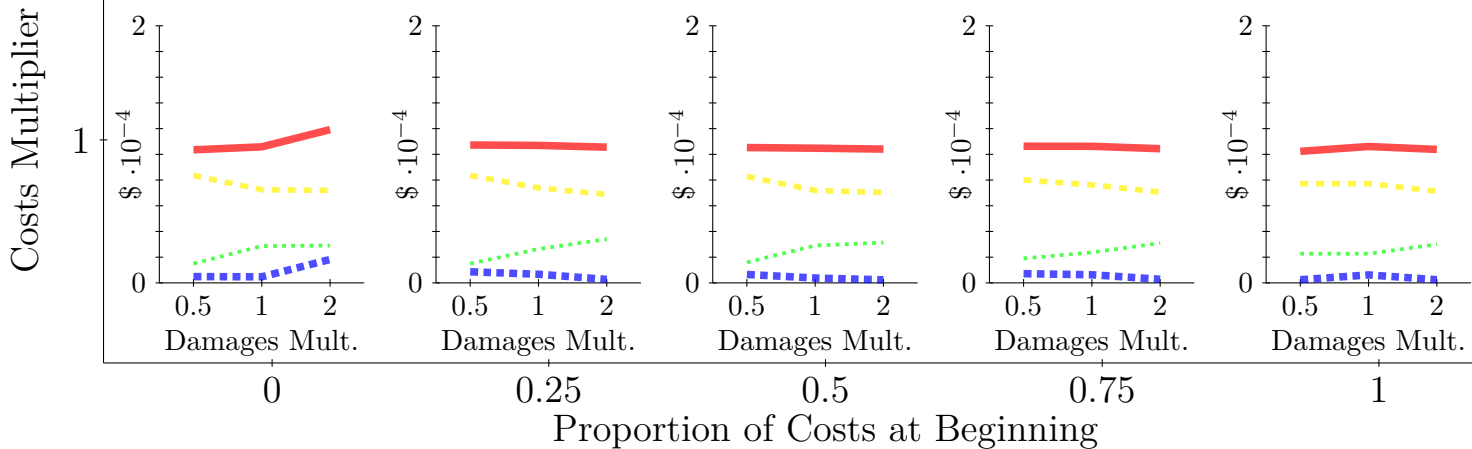 Costs Multiplier
1
2
0
$ ·10⁻⁴
0.5 1 2
Damages Mult.
2
0
$ ·10⁻⁴
0.5 1 2
Damages Mult.
2
0
$ ·10⁻⁴
0.5 1 2
Damages Mult.
2
0
$ ·10⁻⁴
0.5 1 2
Damages Mult.
2
0
$ ·10⁻⁴
0.5 1 2
Damages Mult.
0 0.25 0.5 0.75 1
Proportion of Costs at Beginning